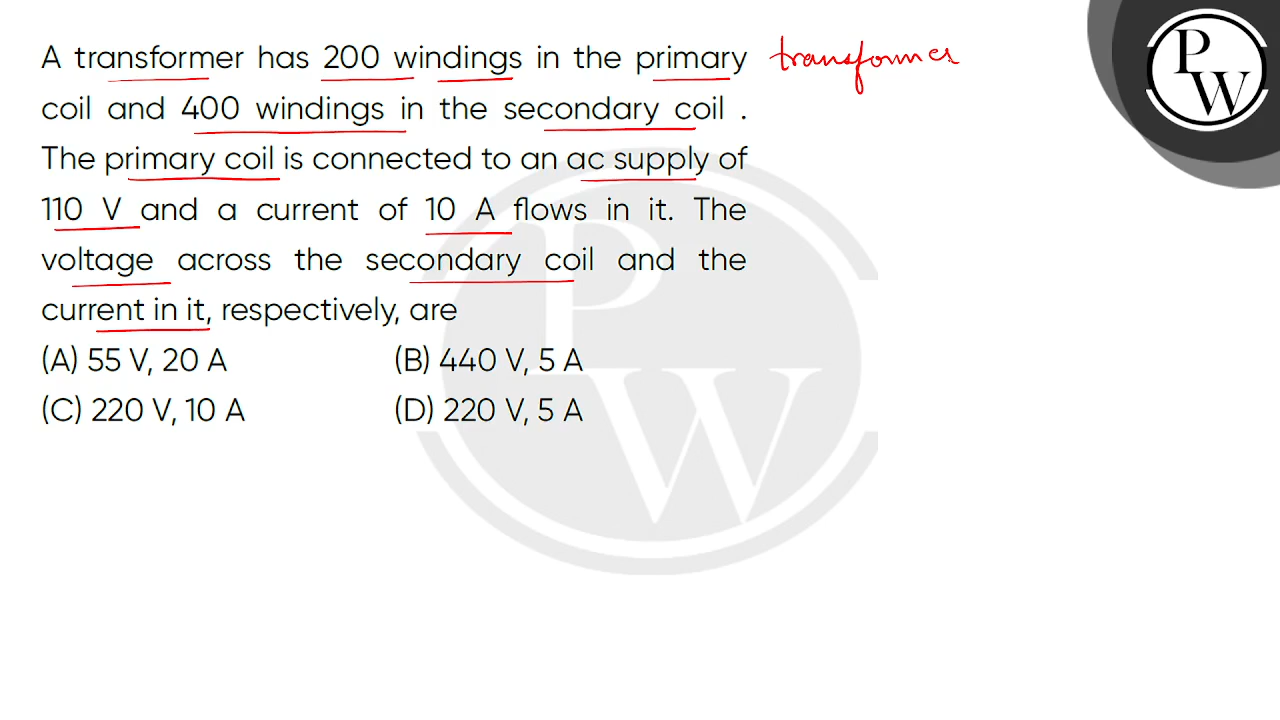 A transformer has 200 windings in the primary
coil and 400 windings in the secondary coil .
The primary coil is connected to an ac supply of
110 V and a current of 10 A flows in it. The
voltage across the secondary coil and the
current in it, respectively, are
(A) 55 V, 20 A (B) 440 V, 5 A
(C) 220 V, 10 A (D) 220 V, 5 A
transformer
P
W
P
W